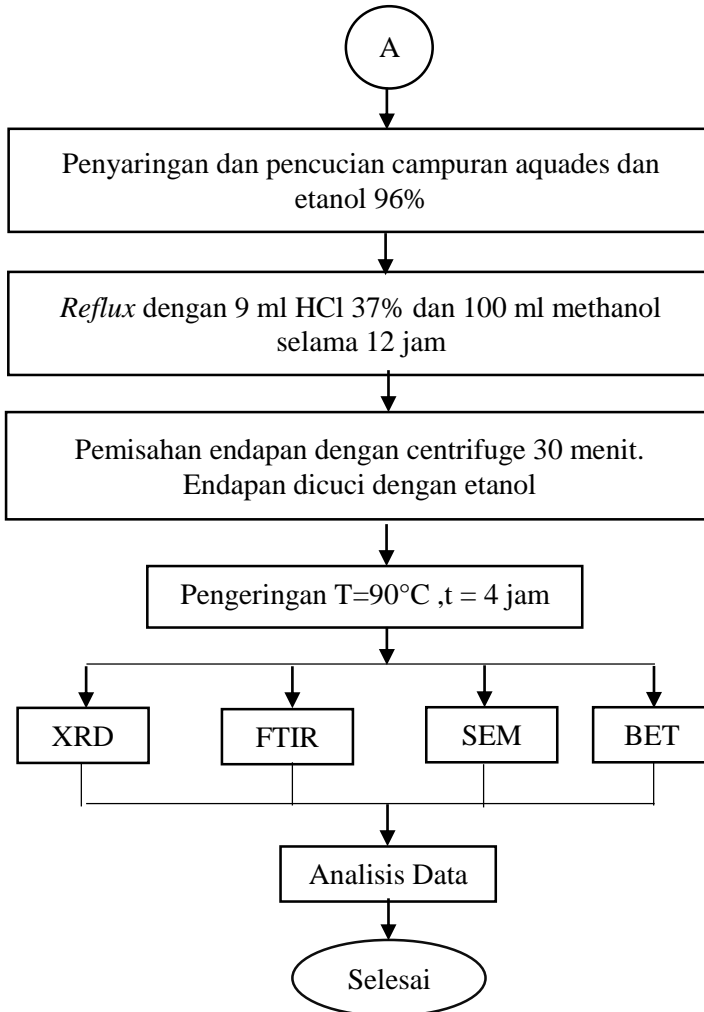 A
Penyaringan dan pencucian campuran aquades dan
etanol 96%
Reflux dengan 9 ml HCl 37% dan 100 ml methanol
selama 12 jam
Pemisahan endapan dengan centrifuge 30 menit.
Endapan dicuci dengan etanol
Pengeringan T=90°C ,t = 4 jam
XRD
FTIR
SEM
BET
Analisis Data
Selesai